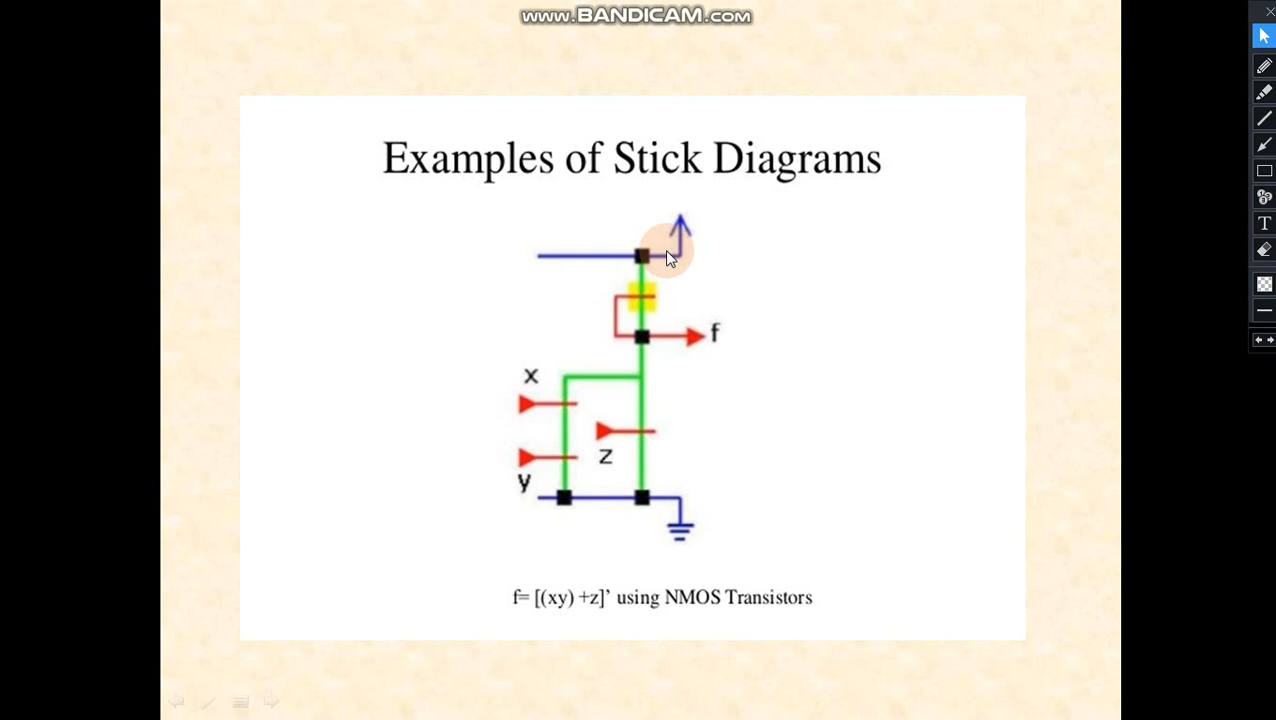 www.BANDICAM.com
Examples of Stick Diagrams
f
x
z
y
f= [(xy) +z]’ using NMOS Transistors
T